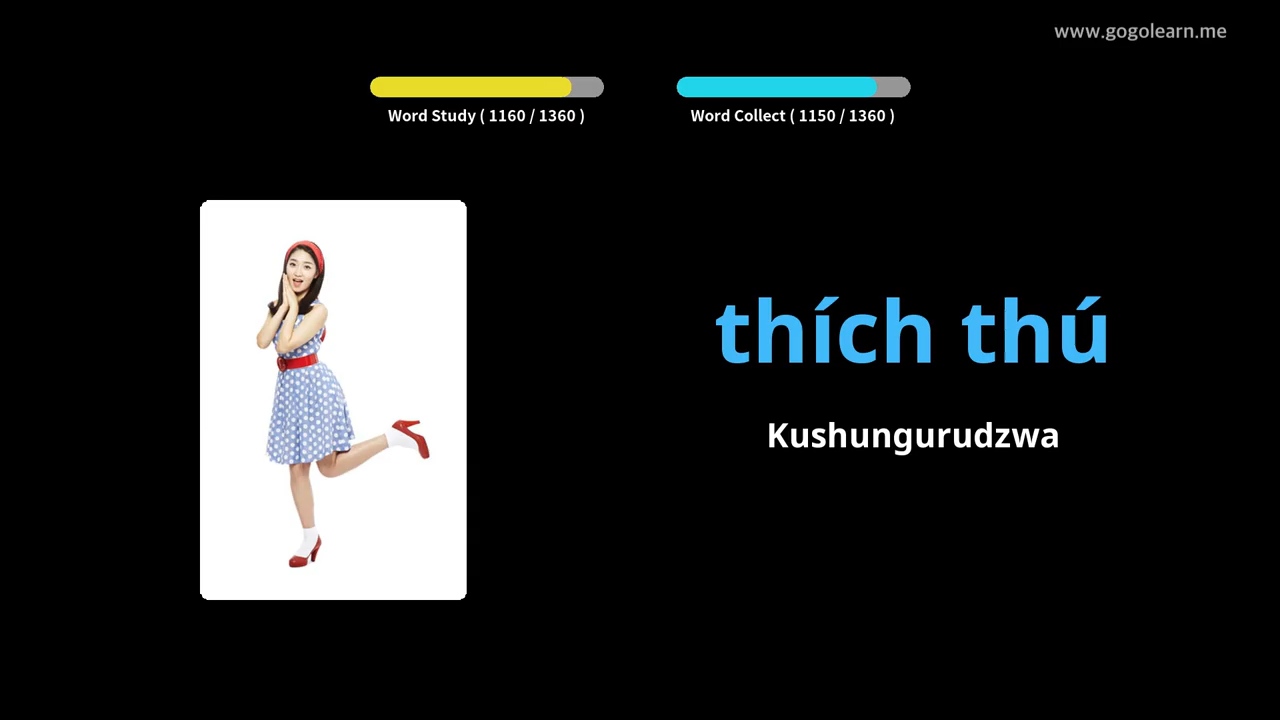 www.gogolearn.me
Word Study ( 1160 / 1360 )
Word Collect ( 1150 / 1360 )
thích thú
Kushungurudzwa